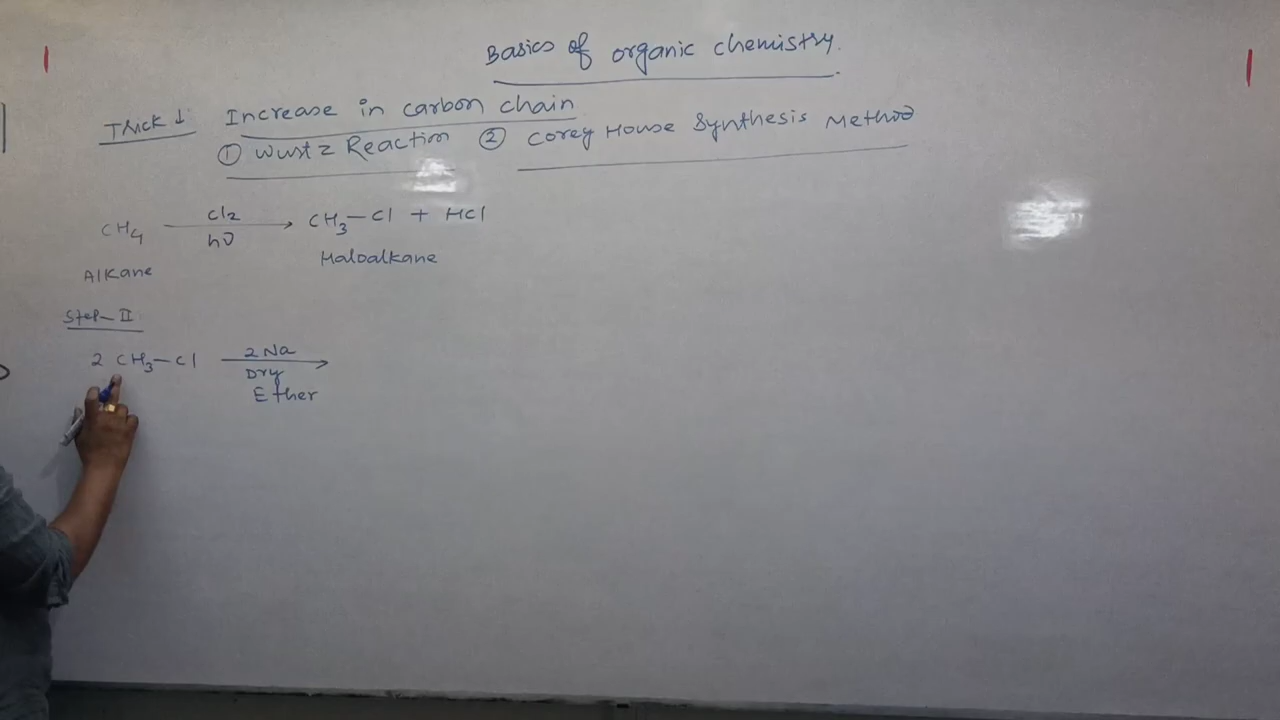 Basics of organic chemistry.
Trick ↓ Increase in carbon chain
① Wurtz Reaction ② Corey House Synthesis Method
CH₄ —Cl₂/hν→ CH₃–Cl + HCl
Alkane Haloalkane
Step–II
2 CH₃–Cl —2Na/Dry Ether→